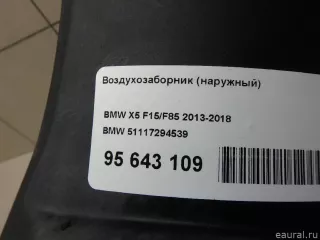 Воздухозаборник (наружный)
BMW X5 F15/F85 2013-2018
BMW 51117294539
95 643 109
eaural.ru